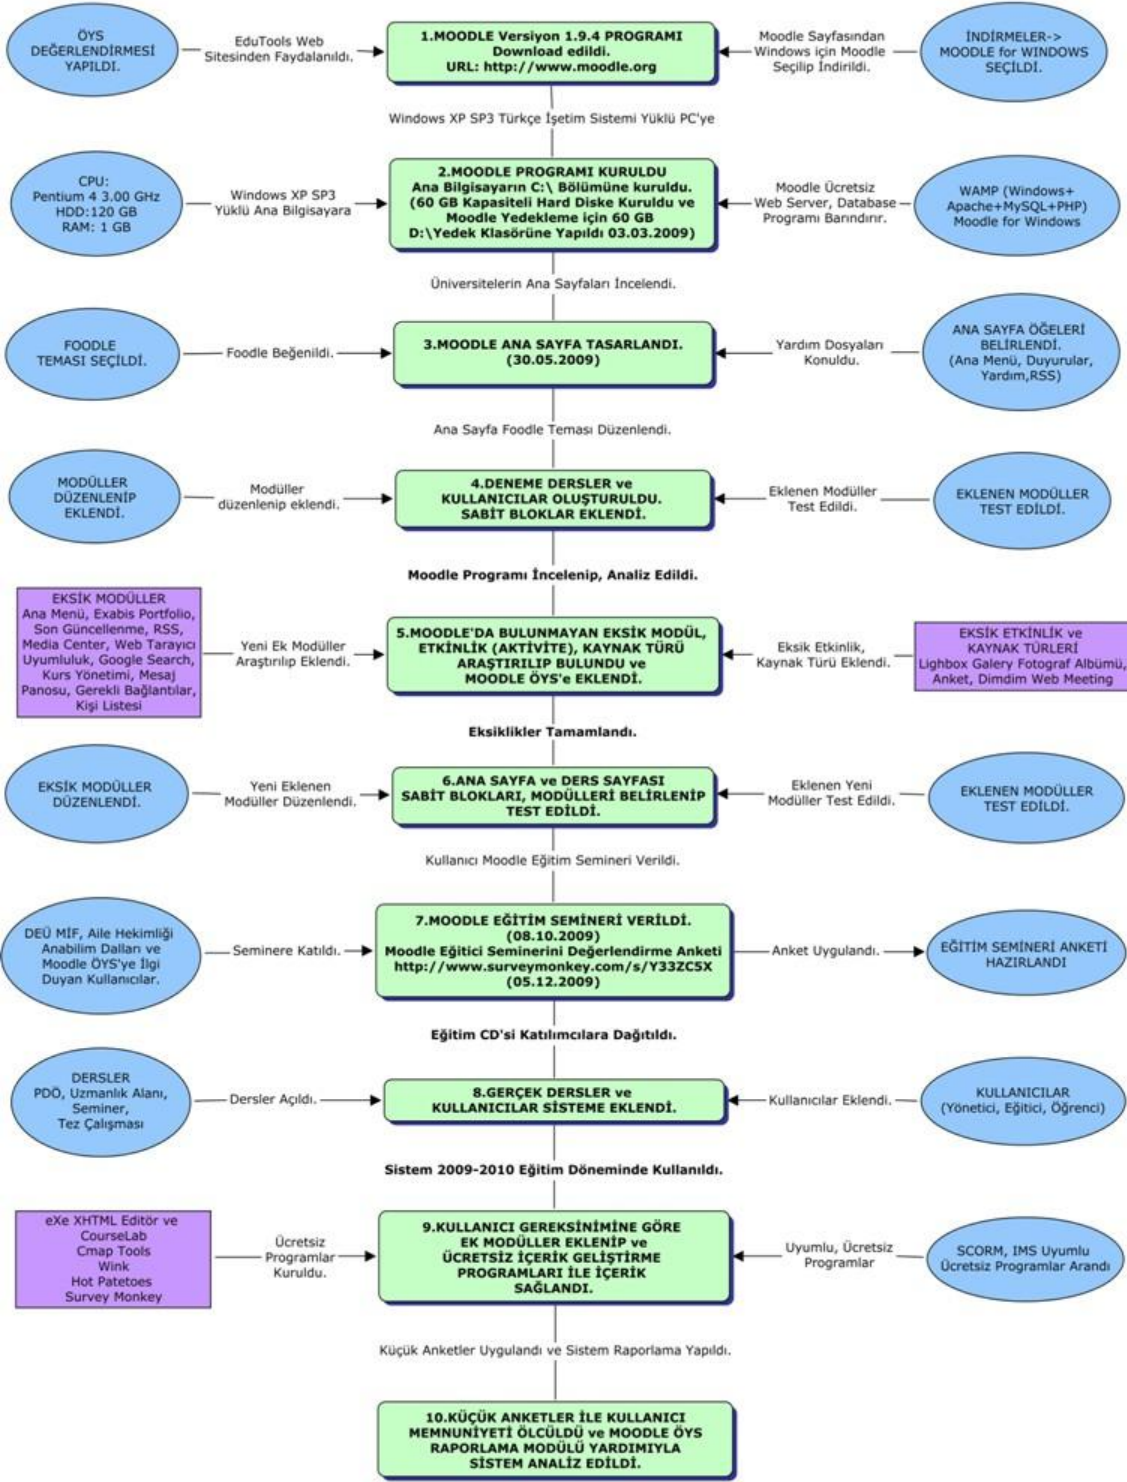 ÖYS
DEĞERLENDİRMESİ
YAPILDI.
EduTools Web
Sitesinden Faydalanıldı.
1.MOODLE Versiyon 1.9.4 PROGRAMI
Download edildi.
URL: http://www.moodle.org
Moodle Sayfasından
Windows için Moodle
Seçilip İndirildi.
İNDİRMELER->
MOODLE for WINDOWS
SEÇİLDİ.
Windows XP SP3 Türkçe İşetim Sistemi Yüklü PC'ye
CPU:
Pentium 4 3.00 GHz
HDD:120 GB
RAM: 1 GB
Windows XP SP3
Yüklü Ana Bilgisayara
2.MOODLE PROGRAMI KURULDU
Ana Bilgisayarın C:\ Bölümüne kuruldu.
(60 GB Kapasiteli Hard Diske Kuruldu ve
Moodle Yedekleme için 60 GB
D:\Yedek Klasörüne Yapıldı 03.03.2009)
Moodle Ücretsiz
Web Server, Database
Programı Barındırır.
WAMP (Windows+
Apache+MySQL+PHP)
Moodle for Windows
Üniversitelerin Ana Sayfaları İncelendi.
FOODLE
TEMASI SEÇİLDİ.
Foodle Beğenildi.
3.MOODLE ANA SAYFA TASARLANDI.
(30.05.2009)
Yardım Dosyaları
Konuldu.
ANA SAYFA ÖĞELERİ
BELİRLENDİ.
(Ana Menü, Duyurular,
Yardım,RSS)
Ana Sayfa Foodle Teması Düzenlendi.
MODÜLLER
DÜZENLENİP
EKLENDİ.
Modüller
düzenlenip eklendi.
4.DENEME DERSLER ve
KULLANICILAR OLUŞTURULDU.
SABİT BLOKLAR EKLENDİ.
Eklenen Modüller
Test Edildi.
EKLENEN MODÜLLER
TEST EDİLDİ.
Moodle Programı İncelenip, Analiz Edildi.
EKSİK MODÜLLER
Ana Menü, Exabis Portfolio,
Son Güncellenme, RSS,
Media Center, Web Tarayıcı
Uyumluluk, Google Search,
Kurs Yönetimi, Mesaj
Panosu, Gerekli Bağlantılar,
Kişi Listesi
Yeni Ek Modüller
Araştırılıp Eklendi.
5.MOODLE'DA BULUNMAYAN EKSİK MODÜL,
ETKİNLİK (AKTİVİTE), KAYNAK TÜRÜ
ARAŞTIRILIP BULUNDU ve
MOODLE ÖYS'e EKLENDİ.
Eksik Etkinlik,
Kaynak Türü Eklendi.
EKSİK ETKİNLİK ve
KAYNAK TÜRLERİ
Lighbox Galery Fotograf Albümü,
Anket, Dimdim Web Meeting
Eksiklikler Tamamlandı.
EKSİK MODÜLLER
DÜZENLENDİ.
Yeni Eklenen
Modüller Düzenlendi.
6.ANA SAYFA ve DERS SAYFASI
SABİT BLOKLARI, MODÜLLERİ BELİRLENİP
TEST EDİLDİ.
Eklenen Yeni
Modüller Test Edildi.
EKLENEN MODÜLLER
TEST EDİLDİ.
Kullanıcı Moodle Eğitim Semineri Verildi.
DEÜ MİF, Aile Hekimliği
Anabilim Dalları ve
Moodle ÖYS'ye İlgi
Duyan Kullanıcılar.
Seminere Katıldı.
7.MOODLE EĞİTİM SEMİNERİ VERİLDİ.
(08.10.2009)
Moodle Eğitici Seminerini Değerlendirme Anketi
http://www.surveymonkey.com/s/Y33ZC5X
(05.12.2009)
Anket Uygulandı.
EĞİTİM SEMİNERİ ANKETİ
HAZIRLANDI
Eğitim CD'si Katılımcılara Dağıtıldı.
DERSLER
PDÖ, Uzmanlık Alanı,
Seminer,
Tez Çalışması
Dersler Açıldı.
8.GERÇEK DERSLER ve
KULLANICILAR SİSTEME EKLENDİ.
Kullanıcılar Eklendi.
KULLANICILAR
(Yönetici, Eğitici, Öğrenci)
Sistem 2009-2010 Eğitim Döneminde Kullanıldı.
eXe XHTML Editör ve
CourseLab
Cmap Tools
Wink
Hot Patetoes
Survey Monkey
Ücretsiz
Programlar
Kuruldu.
9.KULLANICI GEREKSİNİMİNE GÖRE
EK MODÜLLER EKLENİP ve
ÜCRETSİZ İÇERİK GELİŞTİRME
PROGRAMLARI İLE İÇERİK
SAĞLANDI.
Uyumlu, Ücretsiz
Programlar
SCORM, IMS Uyumlu
Ücretsiz Programlar Arandı
Küçük Anketler Uygulandı ve Sistem Raporlama Yapıldı.
10.KÜÇÜK ANKETLER İLE KULLANICI
MEMNUNİYETİ ÖLCÜLDÜ ve MOODLE ÖYS
RAPORLAMA MODÜLÜ YARDIMIYLA
SİSTEM ANALİZ EDİLDİ.